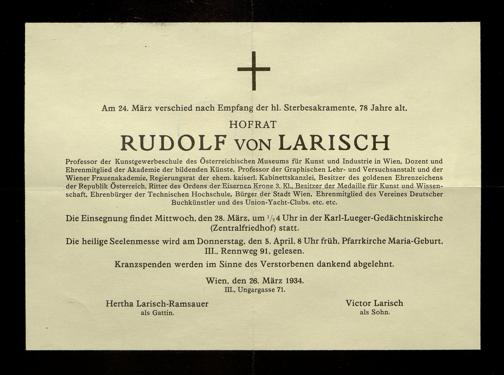 Am 24. März verschied nach Empfang der hl. Sterbesakramente, 78 Jahre alt.
HOFRAT
RUDOLF VON LARISCH
Professor der Kunstgewerbeschule des Österreichischen Museums für Kunst und Industrie in Wien, Dozent und
Ehrenmitglied der Akademie der bildenden Künste, Professor der Graphischen Lehr- und Versuchsanstalt und der
Wiener Frauenakademie, Regierungsrat der ehem. kaiserl. Kabinettskanzlei, Besitzer des goldenen Ehrenzeichens
der Republik Österreich, Ritter des Ordens der Eisernen Krone 3. Kl., Besitzer der Medaille für Kunst und Wissen-
schaft, Ehrenbürger der Technischen Hochschule, Bürger der Stadt Wien, Ehrenmitglied des Vereines Deutscher
Buchkünstler und des Union-Yacht-Clubs. etc. etc.
Die Einsegnung findet Mittwoch, den 28. März, um ½4 Uhr in der Karl-Lueger-Gedächtniskirche
(Zentralfriedhof) statt.
Die heilige Seelenmesse wird am Donnerstag, den 5. April, 8 Uhr früh, Pfarrkirche Maria-Geburt,
III., Rennweg 91, gelesen.
Kranzspenden werden im Sinne des Verstorbenen dankend abgelehnt.
Wien, den 26. März 1934.
III., Ungargasse 71.
Hertha Larisch-Ramsauer
als Gattin.
Victor Larisch
als Sohn.